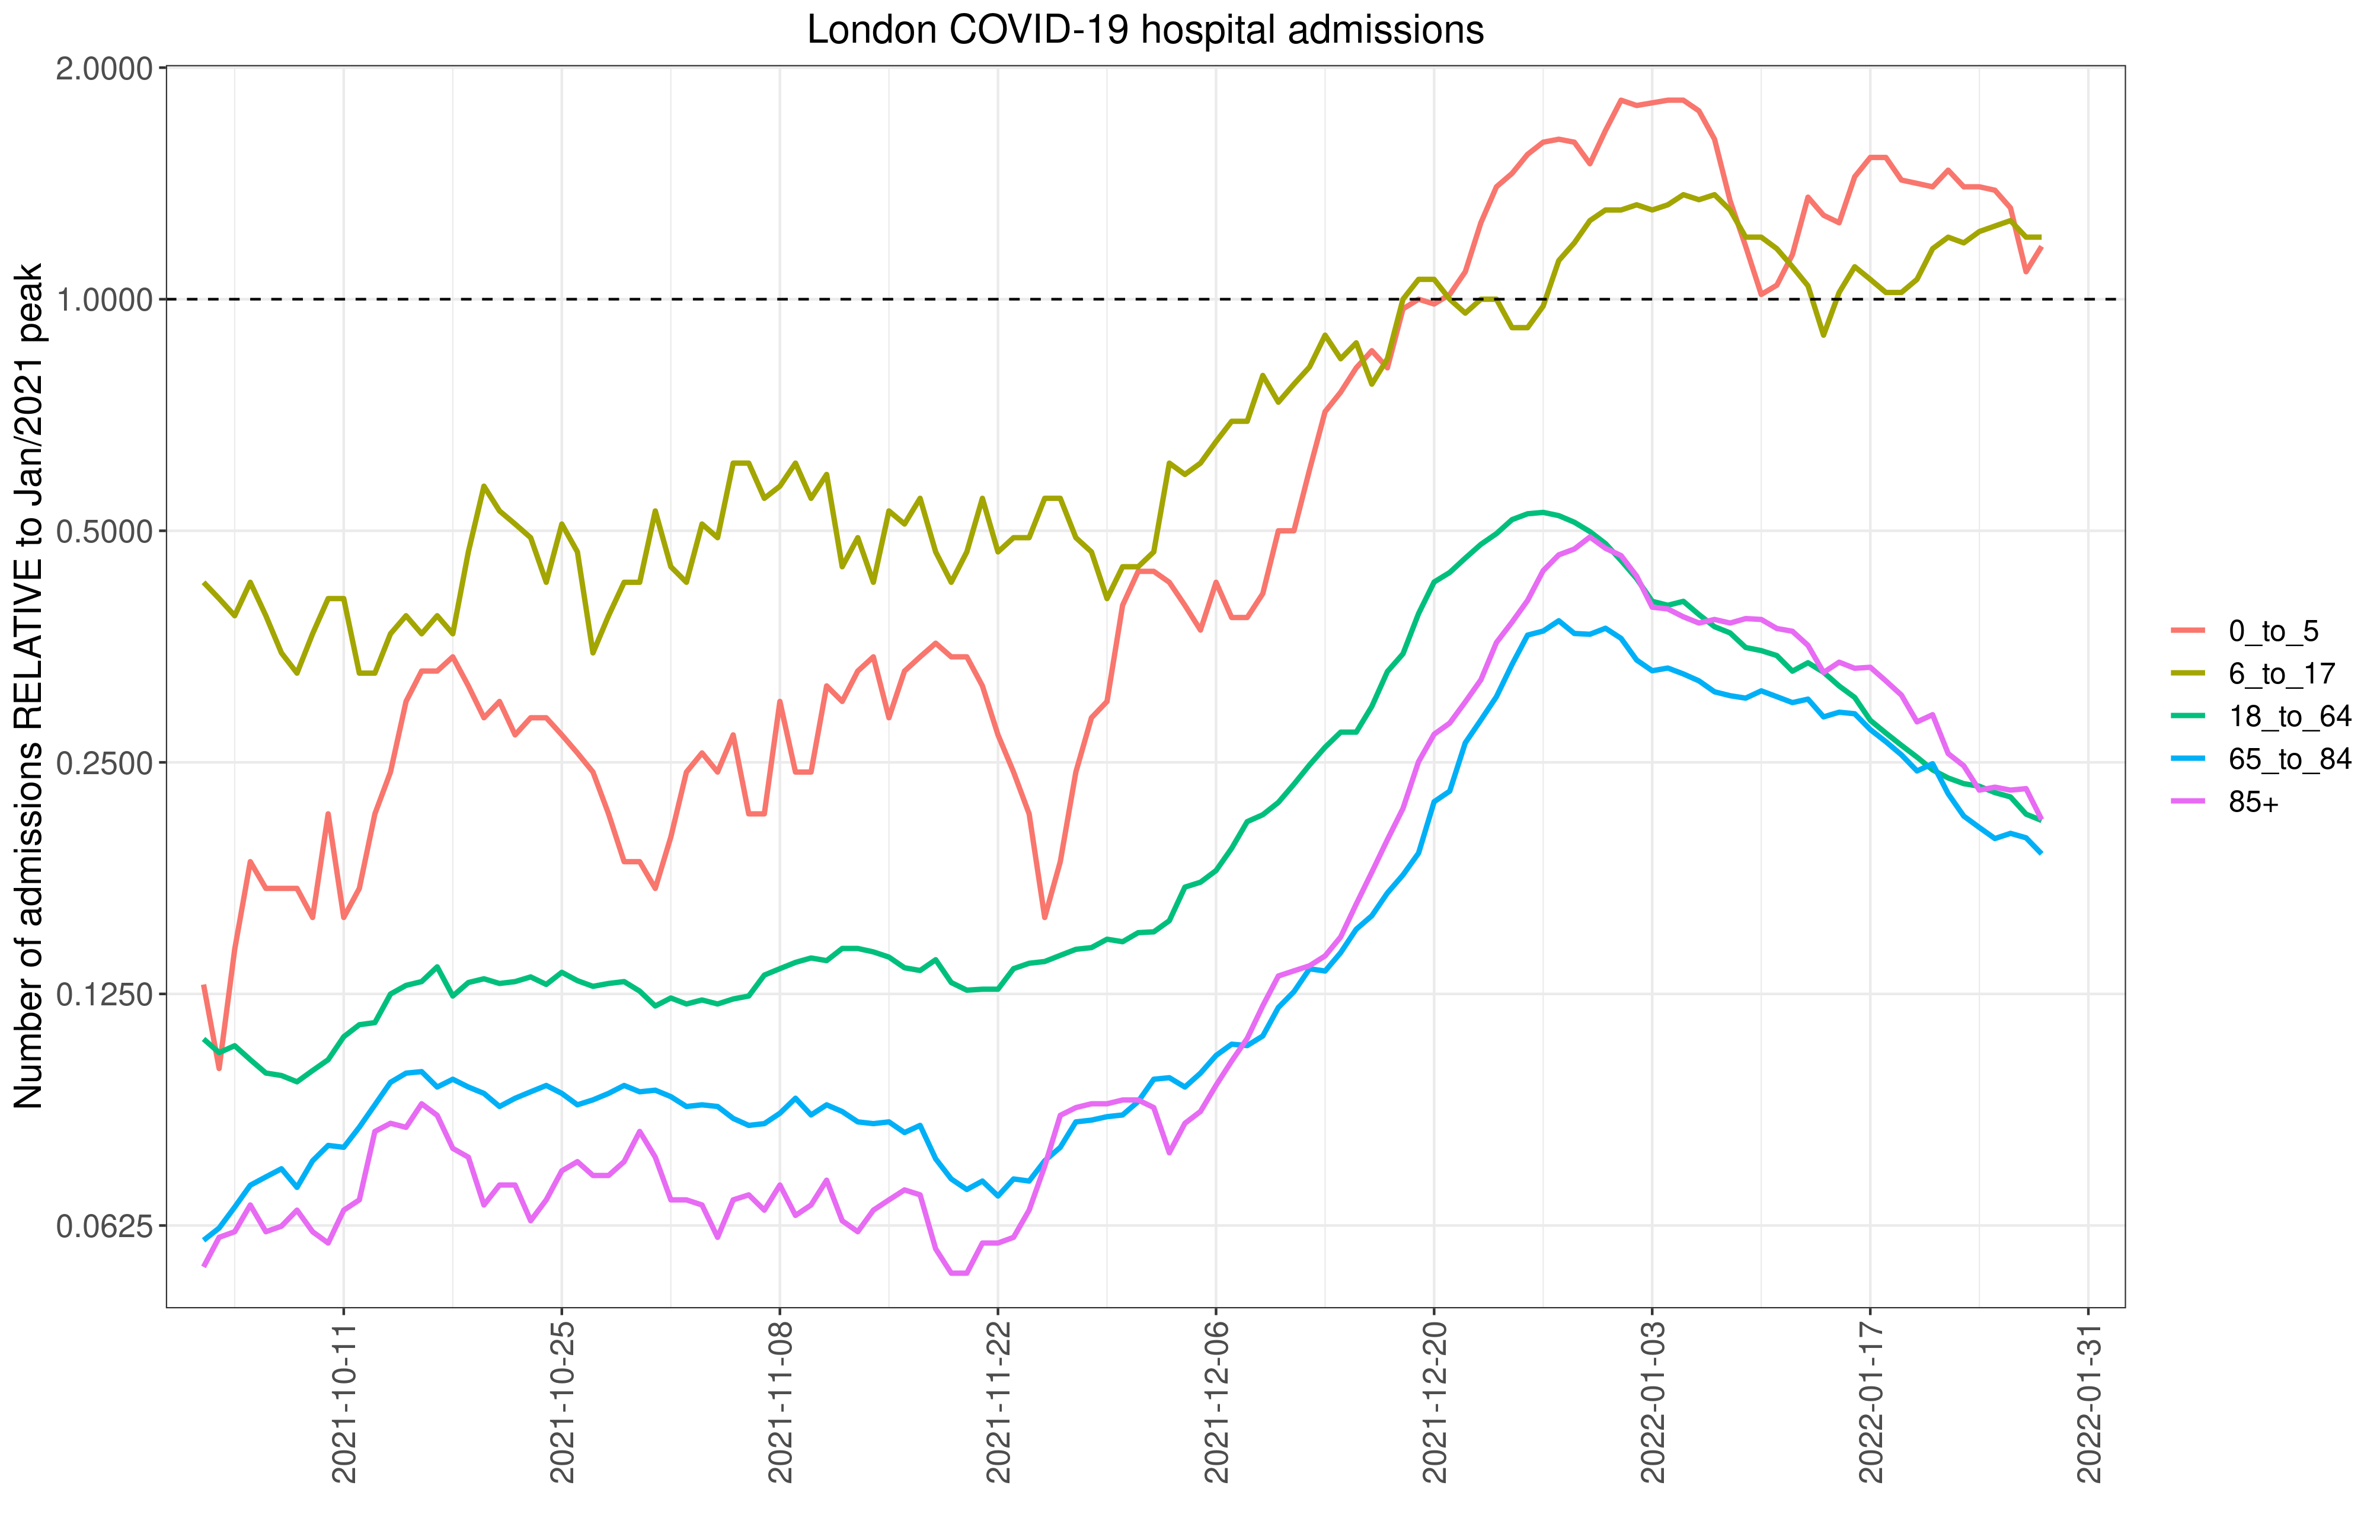 London COVID-19 hospital admissions
Number of admissions RELATIVE to Jan/2021 peak
2.0000
1.0000
0.5000
0.2500
0.1250
0.0625
2021-10-11
2021-10-25
2021-11-08
2021-11-22
2021-12-06
2021-12-20
2022-01-03
2022-01-17
2022-01-31
0_to_5
6_to_17
18_to_64
65_to_84
85+